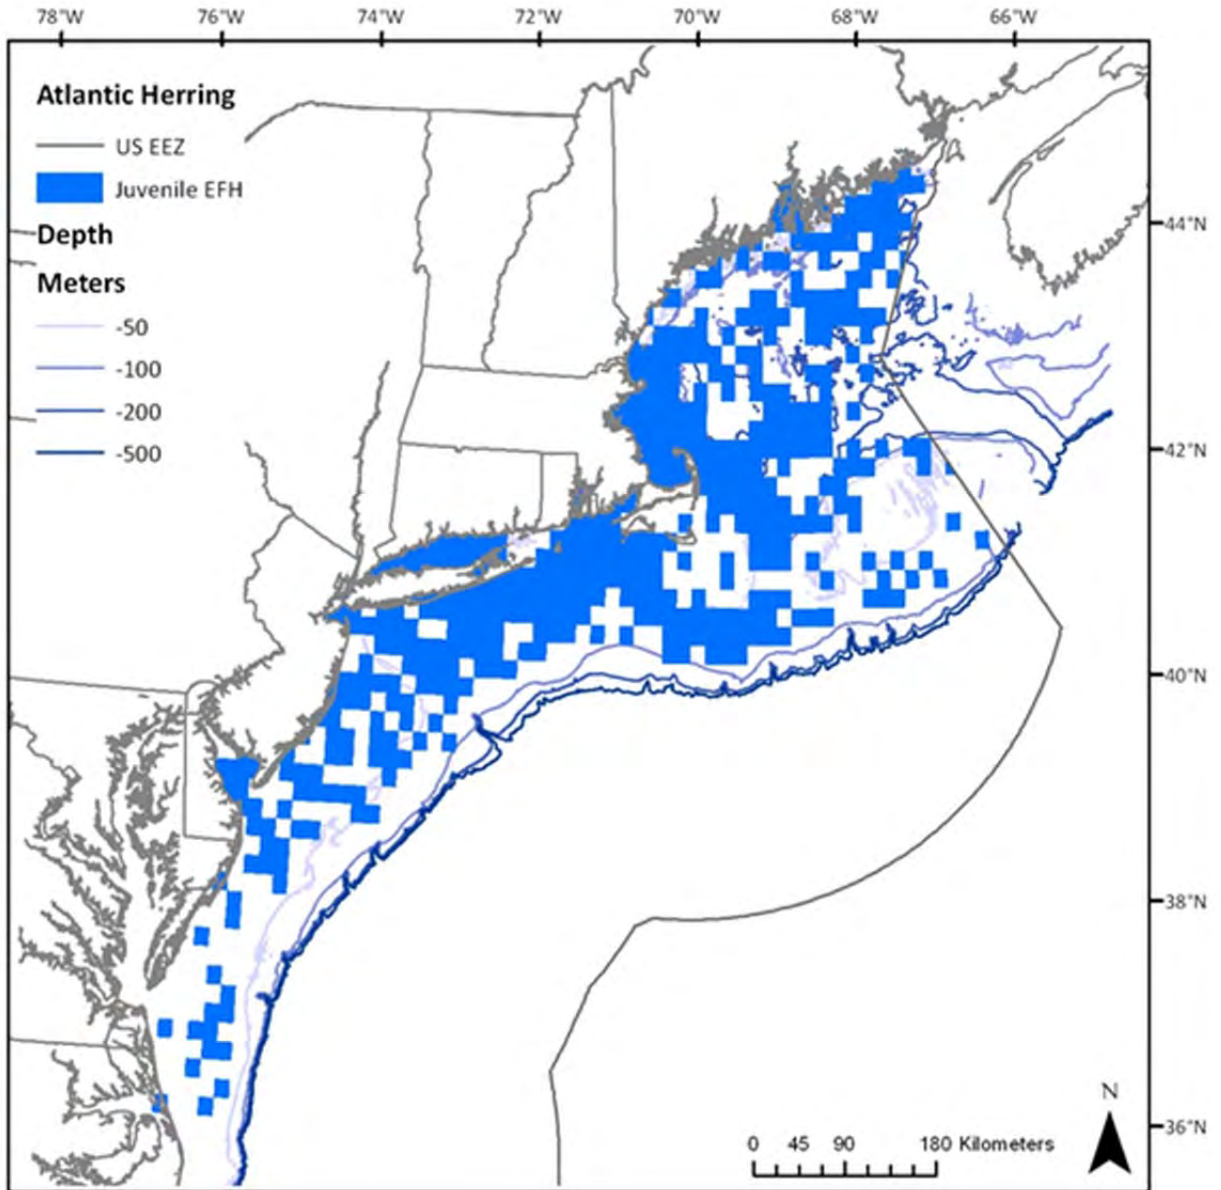 78°W 76°W 74°W 72°W 70°W 68°W 66°W
Atlantic Herring
US EEZ
Juvenile EFH
Depth
Meters
-50
-100
-200
-500
44°N
42°N
40°N
38°N
36°N
N
0 45 90 180 Kilometers